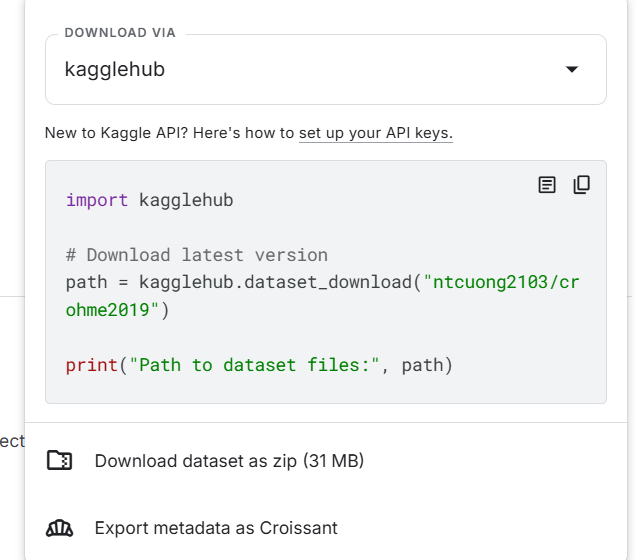 DOWNLOAD VIA
kagglehub
New to Kaggle API? Here's how to set up your API keys.
import kagglehub
# Download latest version
path = kagglehub.dataset_download("ntcuong2103/cr
ohme2019")
print("Path to dataset files:", path)
ect
Download dataset as zip (31 MB)
Export metadata as Croissant